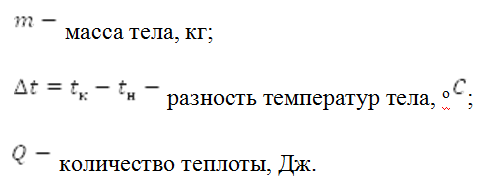 m − масса тела, кг;
Δt = tк − tн − разность температур тела, °C;
Q − количество теплоты, Дж.